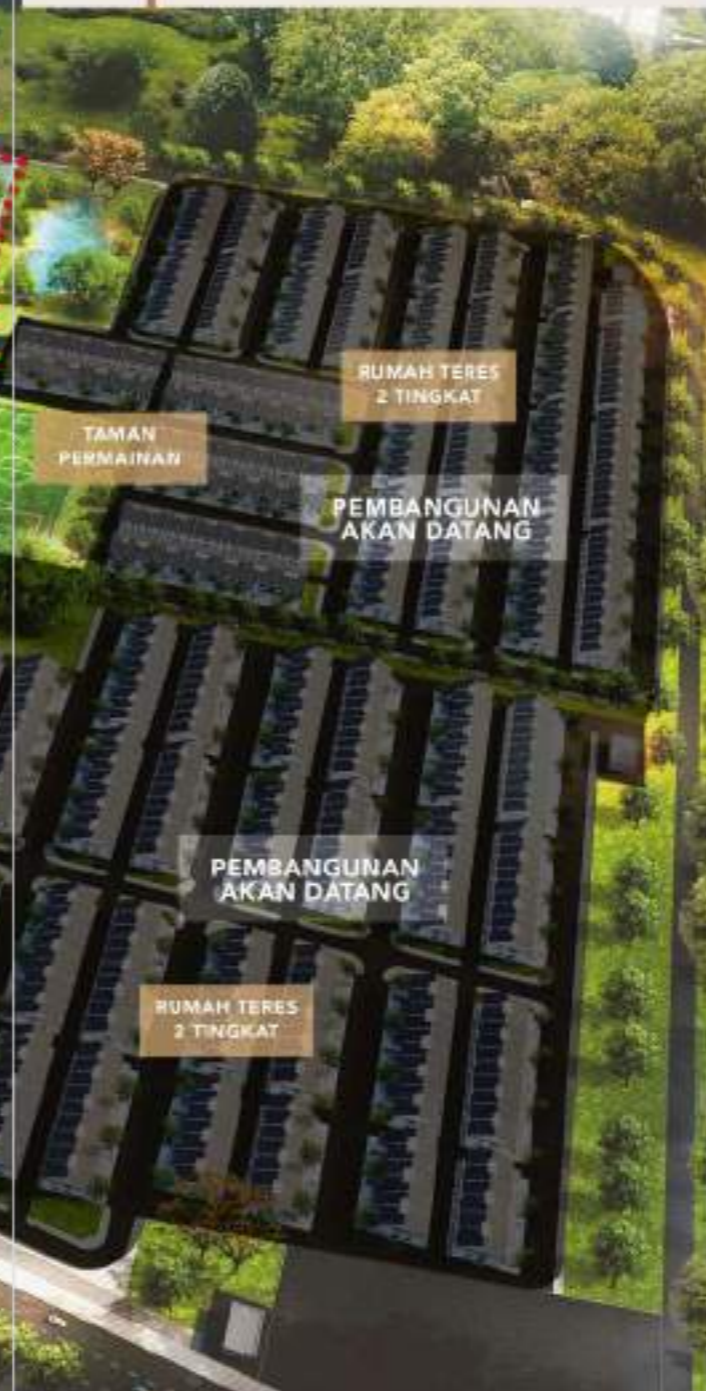 RUMAH TERES
2 TINGKAT
TAMAN
PERMAINAN
PEMBANGUNAN
AKAN DATANG
PEMBANGUNAN
AKAN DATANG
RUMAH TERES
2 TINGKAT